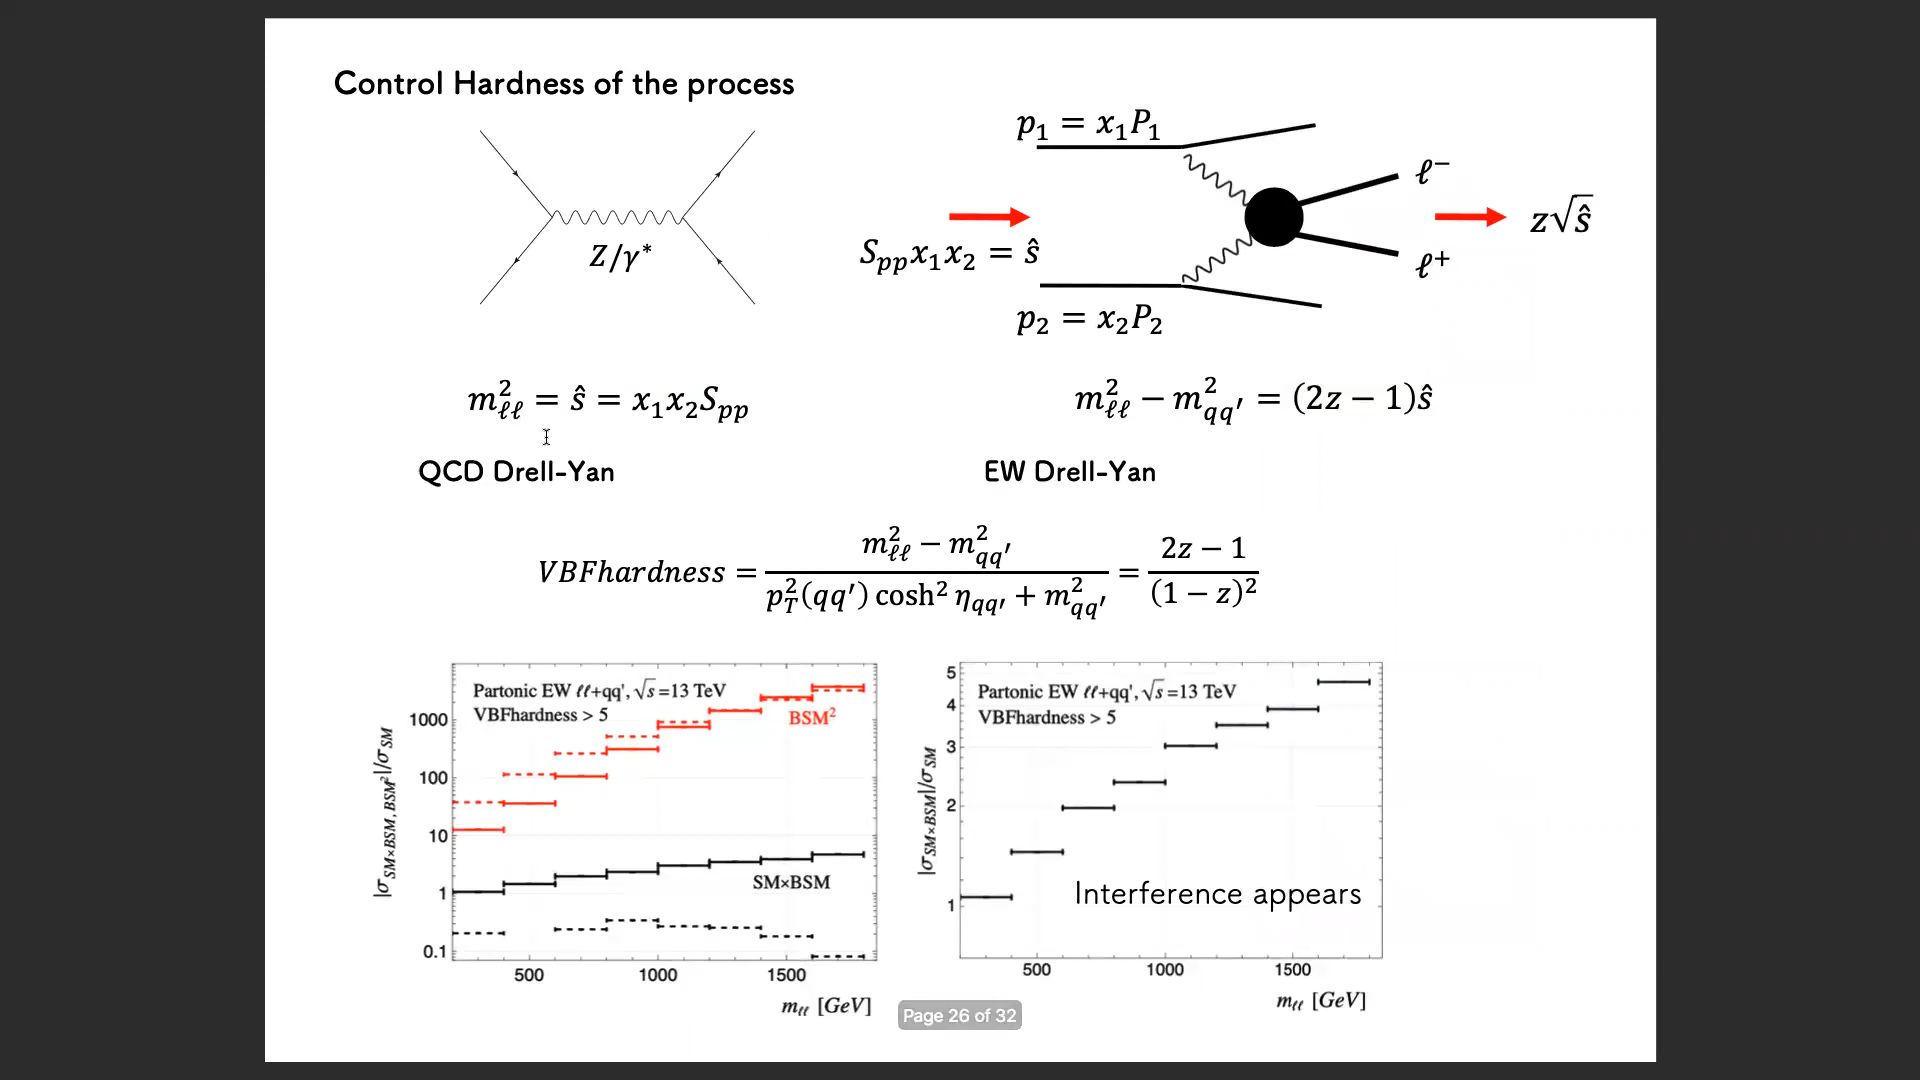 Control Hardness of the process
p₁ = x₁P₁
ℓ⁻
Z/γ*
S_pp x₁x₂ = ŝ
z√ŝ
ℓ⁺
p₂ = x₂P₂
m²_ℓℓ = ŝ = x₁x₂S_pp
m²_ℓℓ − m²_qq′ = (2z − 1)ŝ
QCD Drell-Yan
EW Drell-Yan
VBFhardness = (m²_ℓℓ − m²_qq′) / (p_T²(qq′) cosh² η_qq′ + m²_qq′) = (2z − 1) / (1 − z)²
Partonic EW ℓℓ+qq', √s=13 TeV
VBFhardness > 5
BSM²
SM×BSM
|σ_SM×BSM, BSM²|/σ_SM
1000
100
10
1
0.1
500 1000 1500
m_ℓℓ [GeV]
Partonic EW ℓℓ+qq', √s=13 TeV
VBFhardness > 5
Interference appears
|σ_SM×BSM|/σ_SM
5
4
3
2
1
500 1000 1500
m_ℓℓ [GeV]
Page 26 of 32